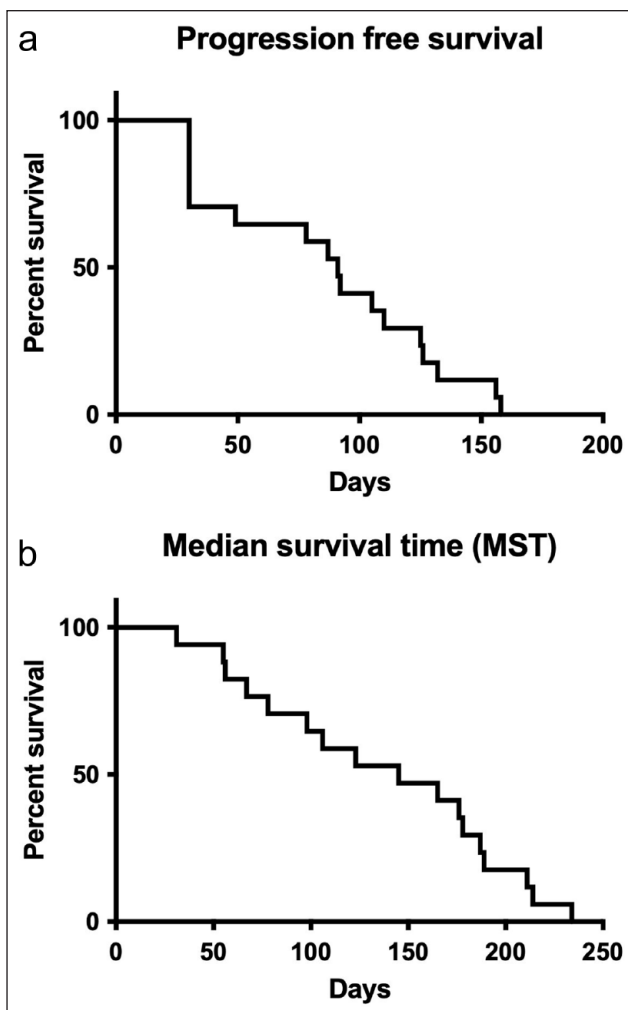 a
Progression free survival
Percent survival
100
50
0
0 50 100 150 200
Days
b
Median survival time (MST)
Percent survival
100
50
0
0 50 100 150 200 250
Days